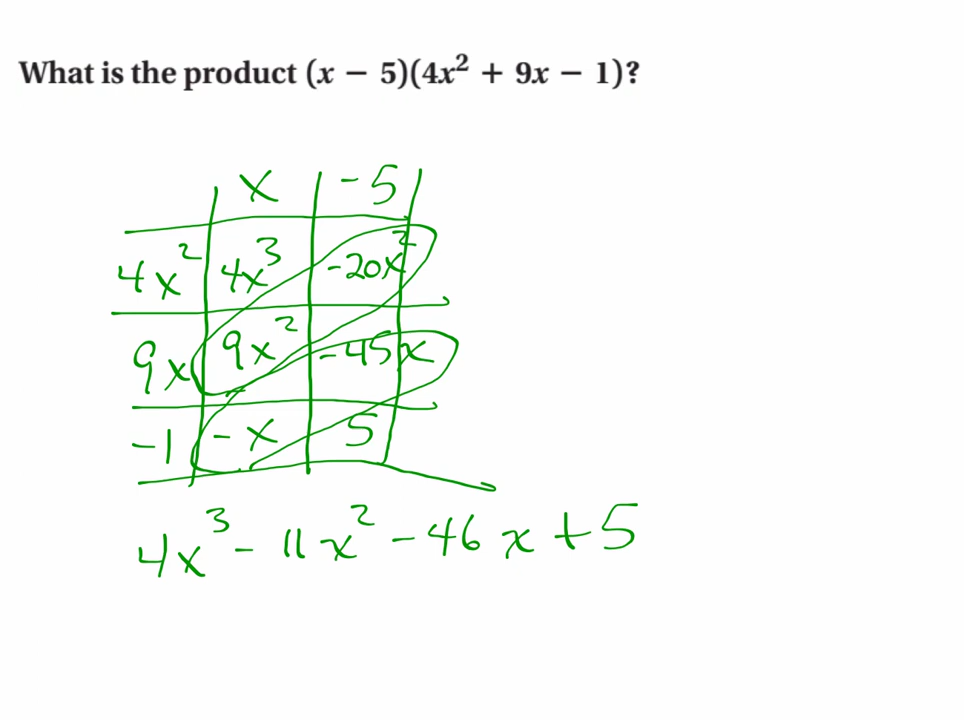 What is the product (x − 5)(4x² + 9x − 1)?
x -5
4x² 4x³ -20x²
9x 9x² -45x
-1 -x 5
4x³ - 11x² - 46x + 5